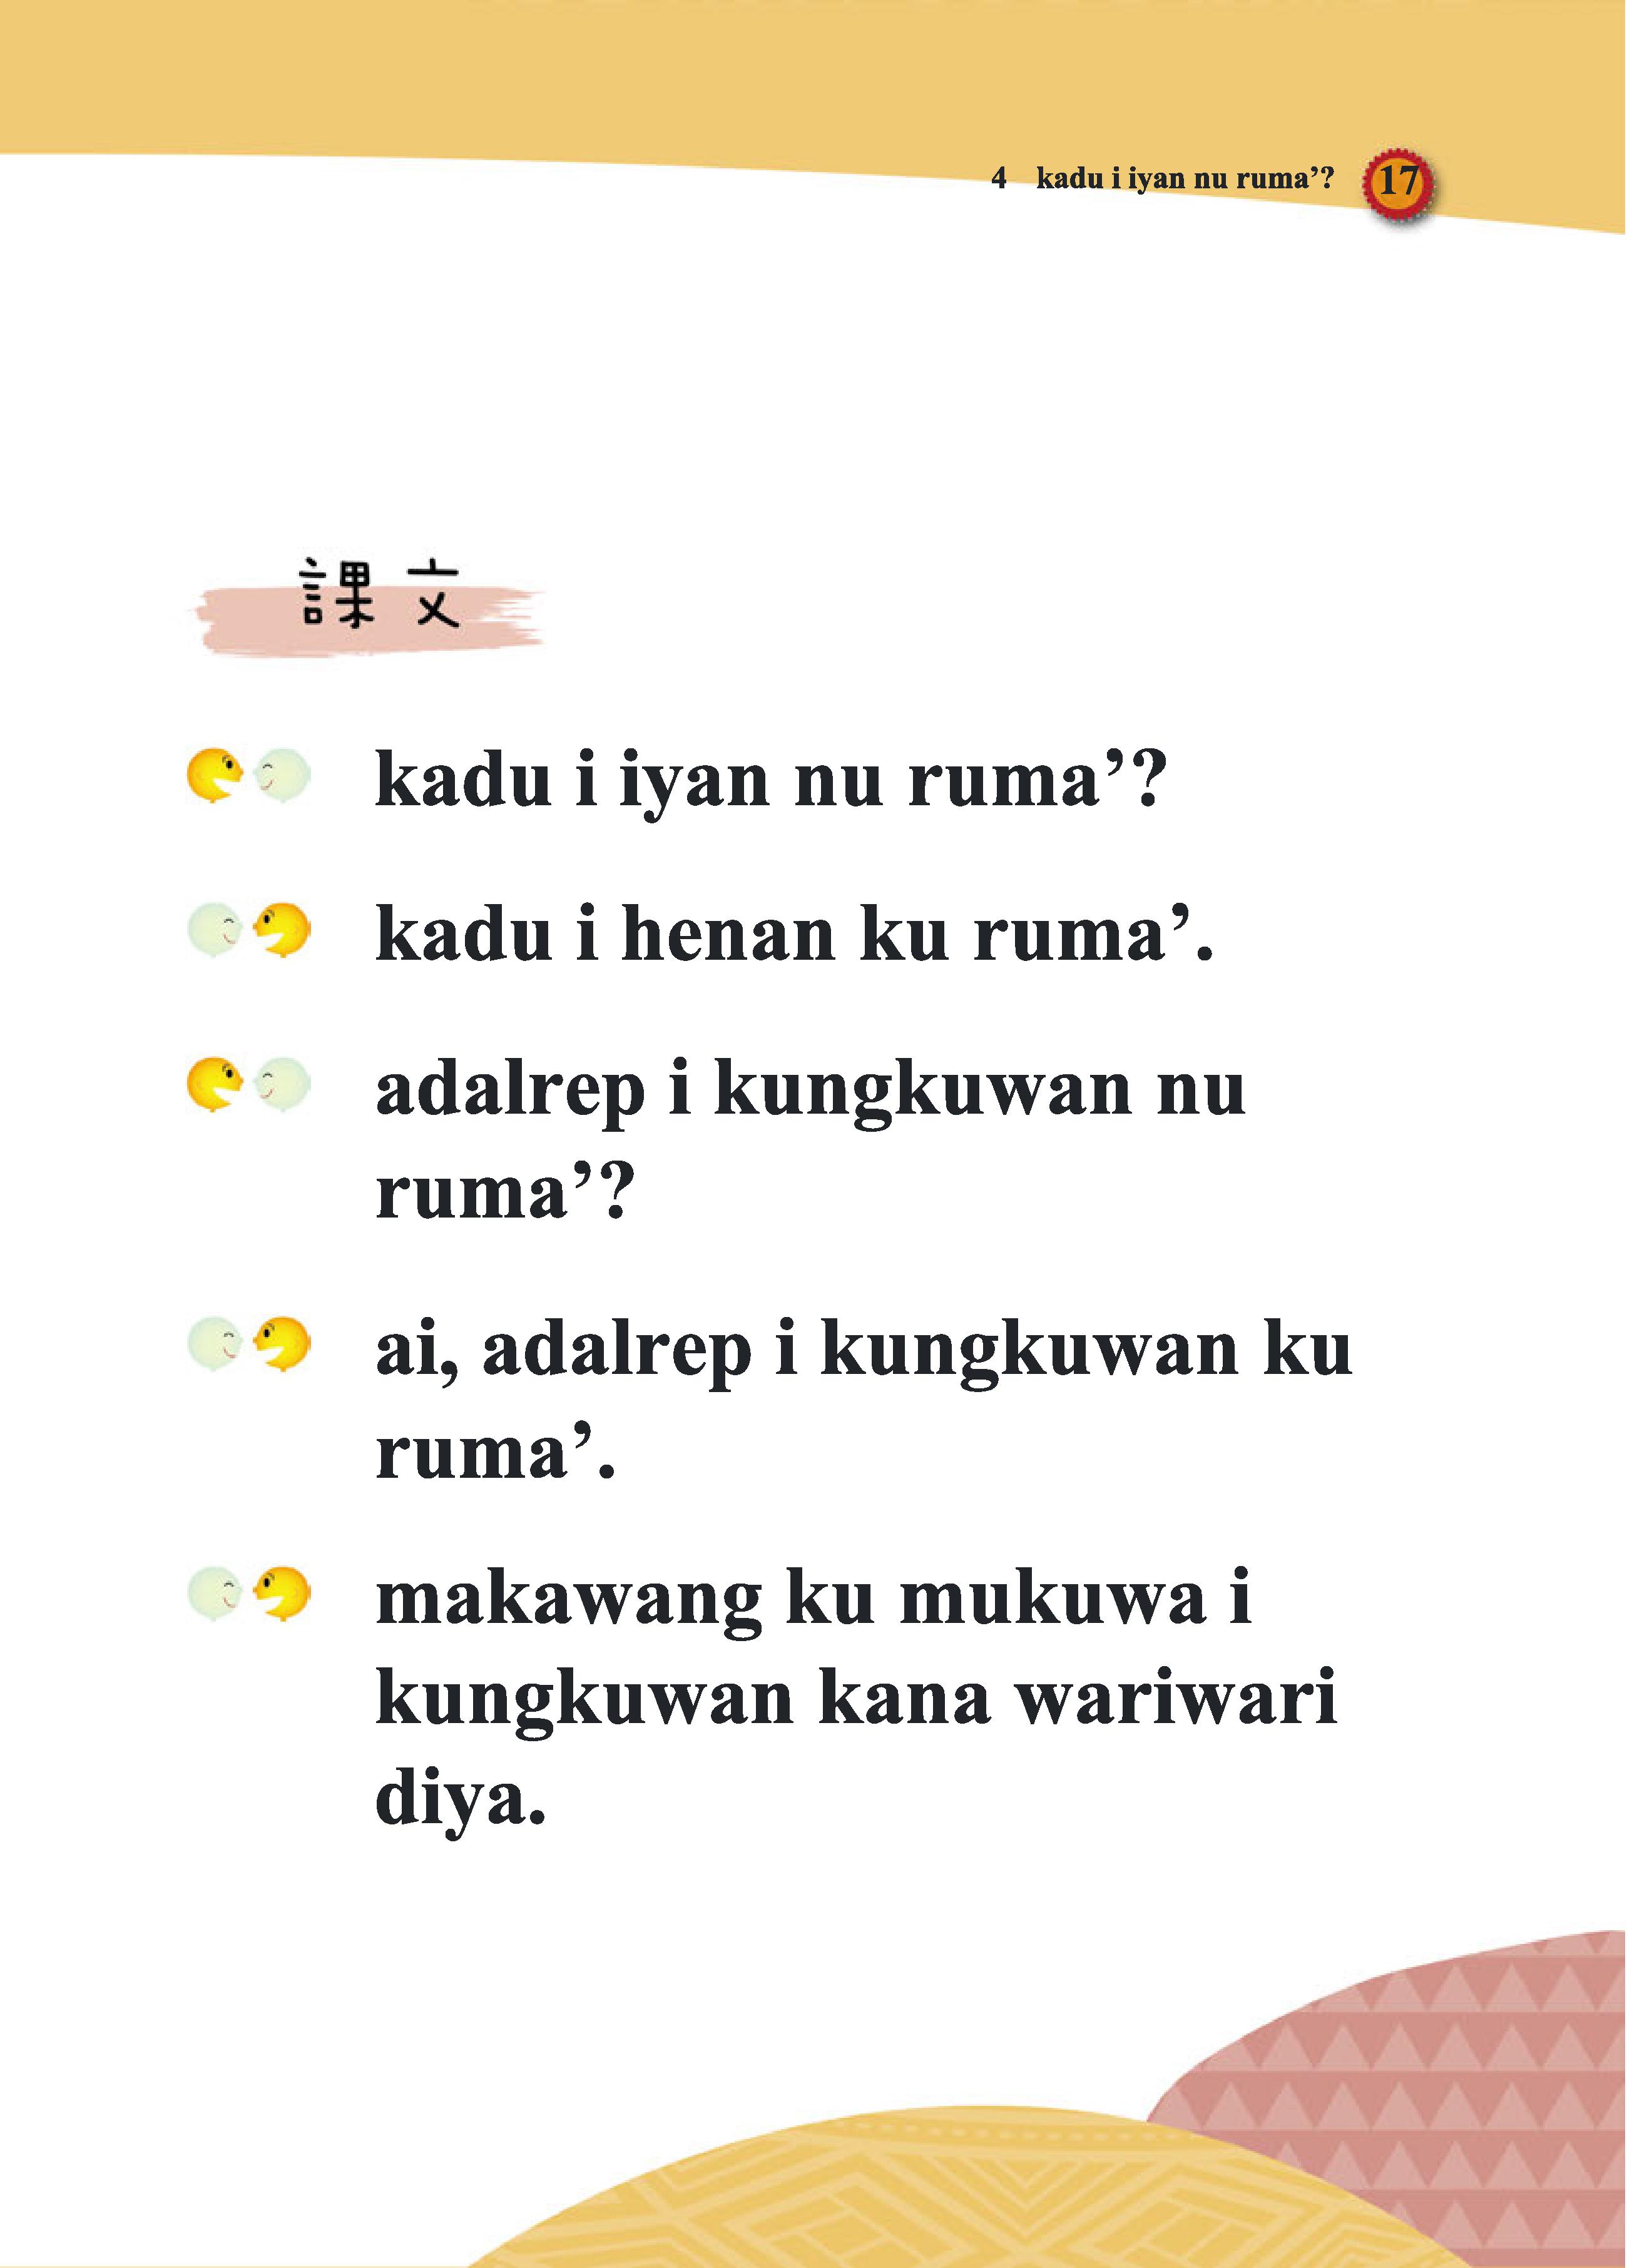 4 kadu i iyan nu ruma’? 17
課文
kadu i iyan nu ruma’?
kadu i henan ku ruma’.
adalrep i kungkuwan nu
ruma’?
ai, adalrep i kungkuwan ku
ruma’.
makawang ku mukuwa i
kungkuwan kana wariwari
diya.